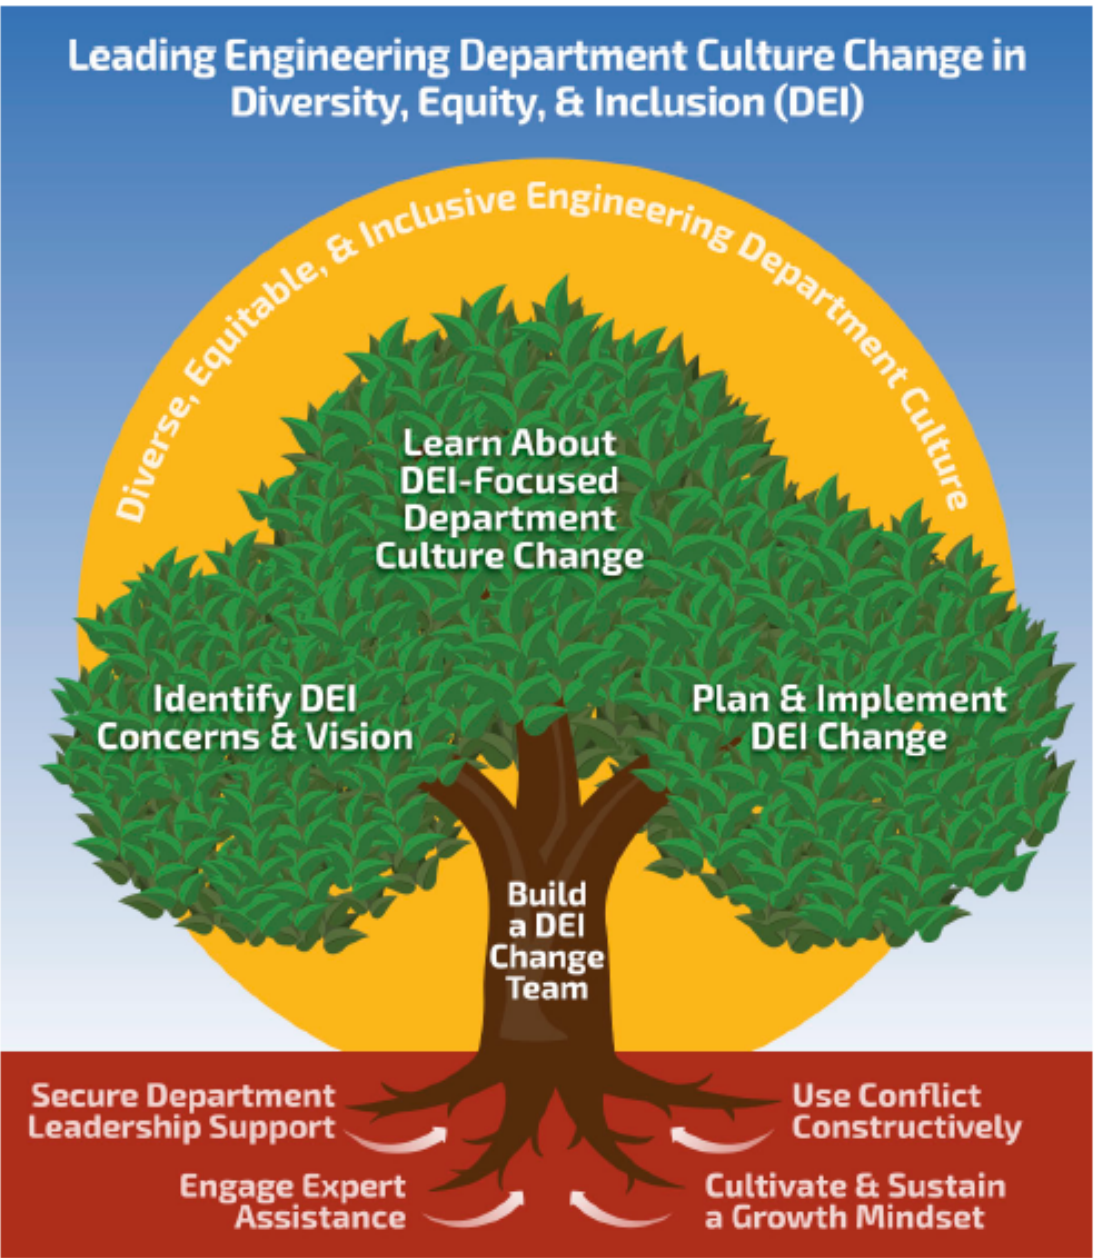 Leading Engineering Department Culture Change in
Diversity, Equity, & Inclusion (DEI)
Diverse, Equitable, & Inclusive Engineering Department Culture
Learn About
DEI-Focused
Department
Culture Change
Identify DEI
Concerns & Vision
Plan & Implement
DEI Change
Build
a DEI
Change
Team
Secure Department
Leadership Support
Engage Expert
Assistance
Use Conflict
Constructively
Cultivate & Sustain
a Growth Mindset